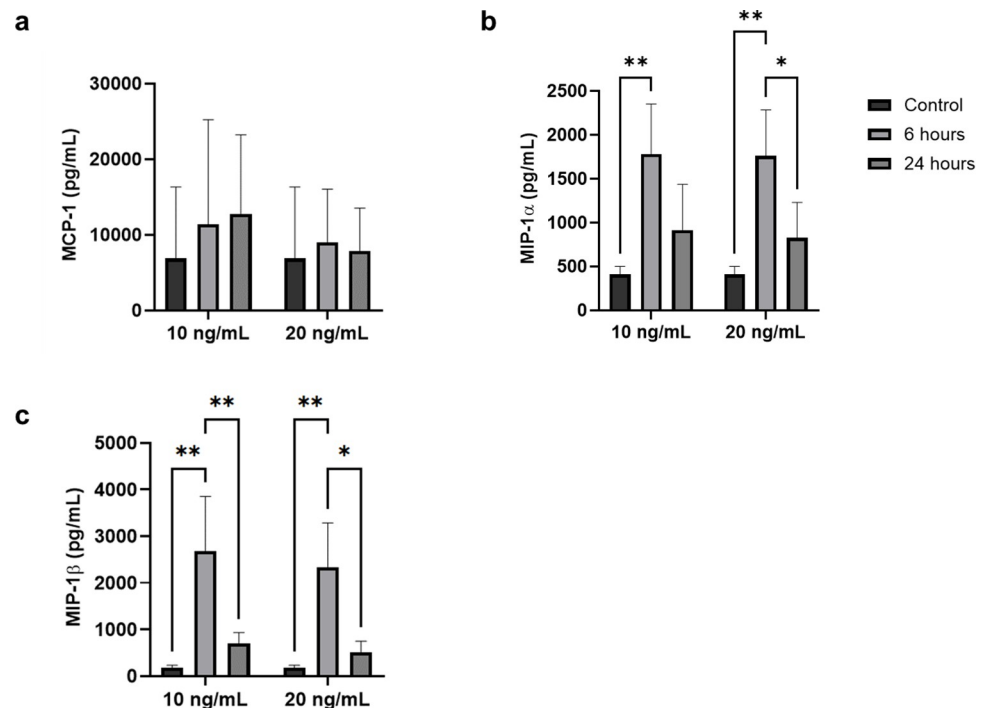 a
MCP-1 (pg/mL)
30000
20000
10000
0
10 ng/mL 20 ng/mL
b
MIP-1α (pg/mL)
2500
2000
1500
1000
500
0
** ** *
10 ng/mL 20 ng/mL
Control
6 hours
24 hours
c
MIP-1β (pg/mL)
5000
4000
3000
2000
1000
0
** ** ** *
10 ng/mL 20 ng/mL